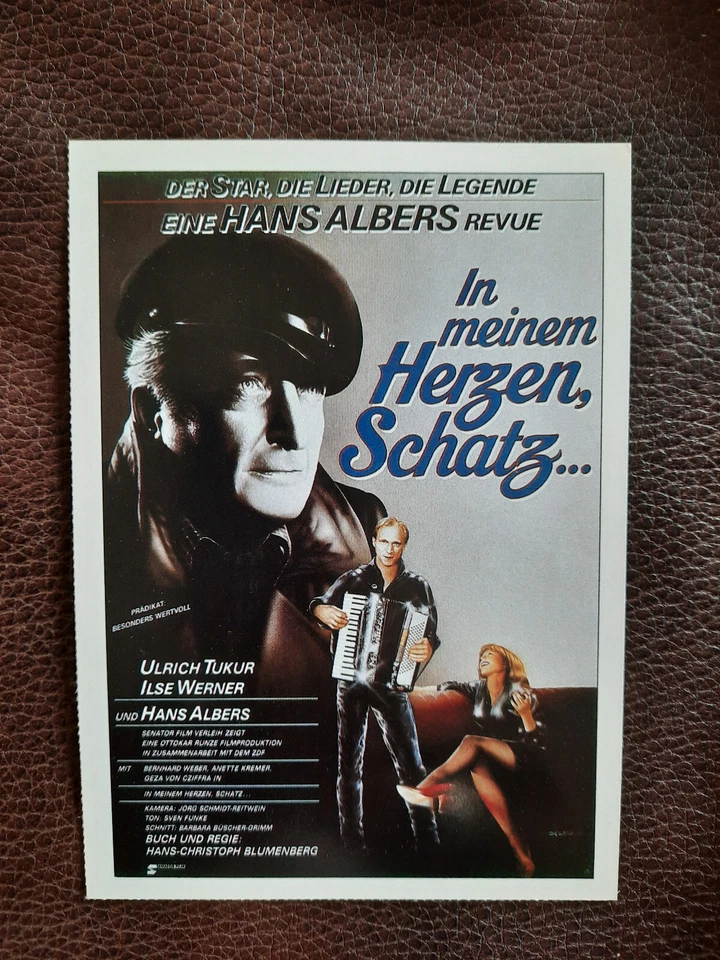 DER STAR, DIE LIEDER, DIE LEGENDE
EINE HANS ALBERS REVUE
In
meinem
Herzen,
Schatz...
PRÄDIKAT:
BESONDERS WERTVOLL
ULRICH TUKUR
ILSE WERNER
UND HANS ALBERS
SENATOR FILM VERLEIH ZEIGT
EINE OTTOKAR RUNZE FILMPRODUKTION
IN ZUSAMMENARBEIT MIT DEM ZDF
MIT BERNHARD WEBER, ANETTE KREMER,
GEZA VON CZIFFRA IN
IN MEINEM HERZEN, SCHATZ...
KAMERA: JÖRG SCHMIDT-REITWEIN
TON: SVEN FUNKE
SCHNITT: BARBARA BÜSCHER-GRIMM
BUCH UND REGIE:
HANS-CHRISTOPH BLUMENBERG